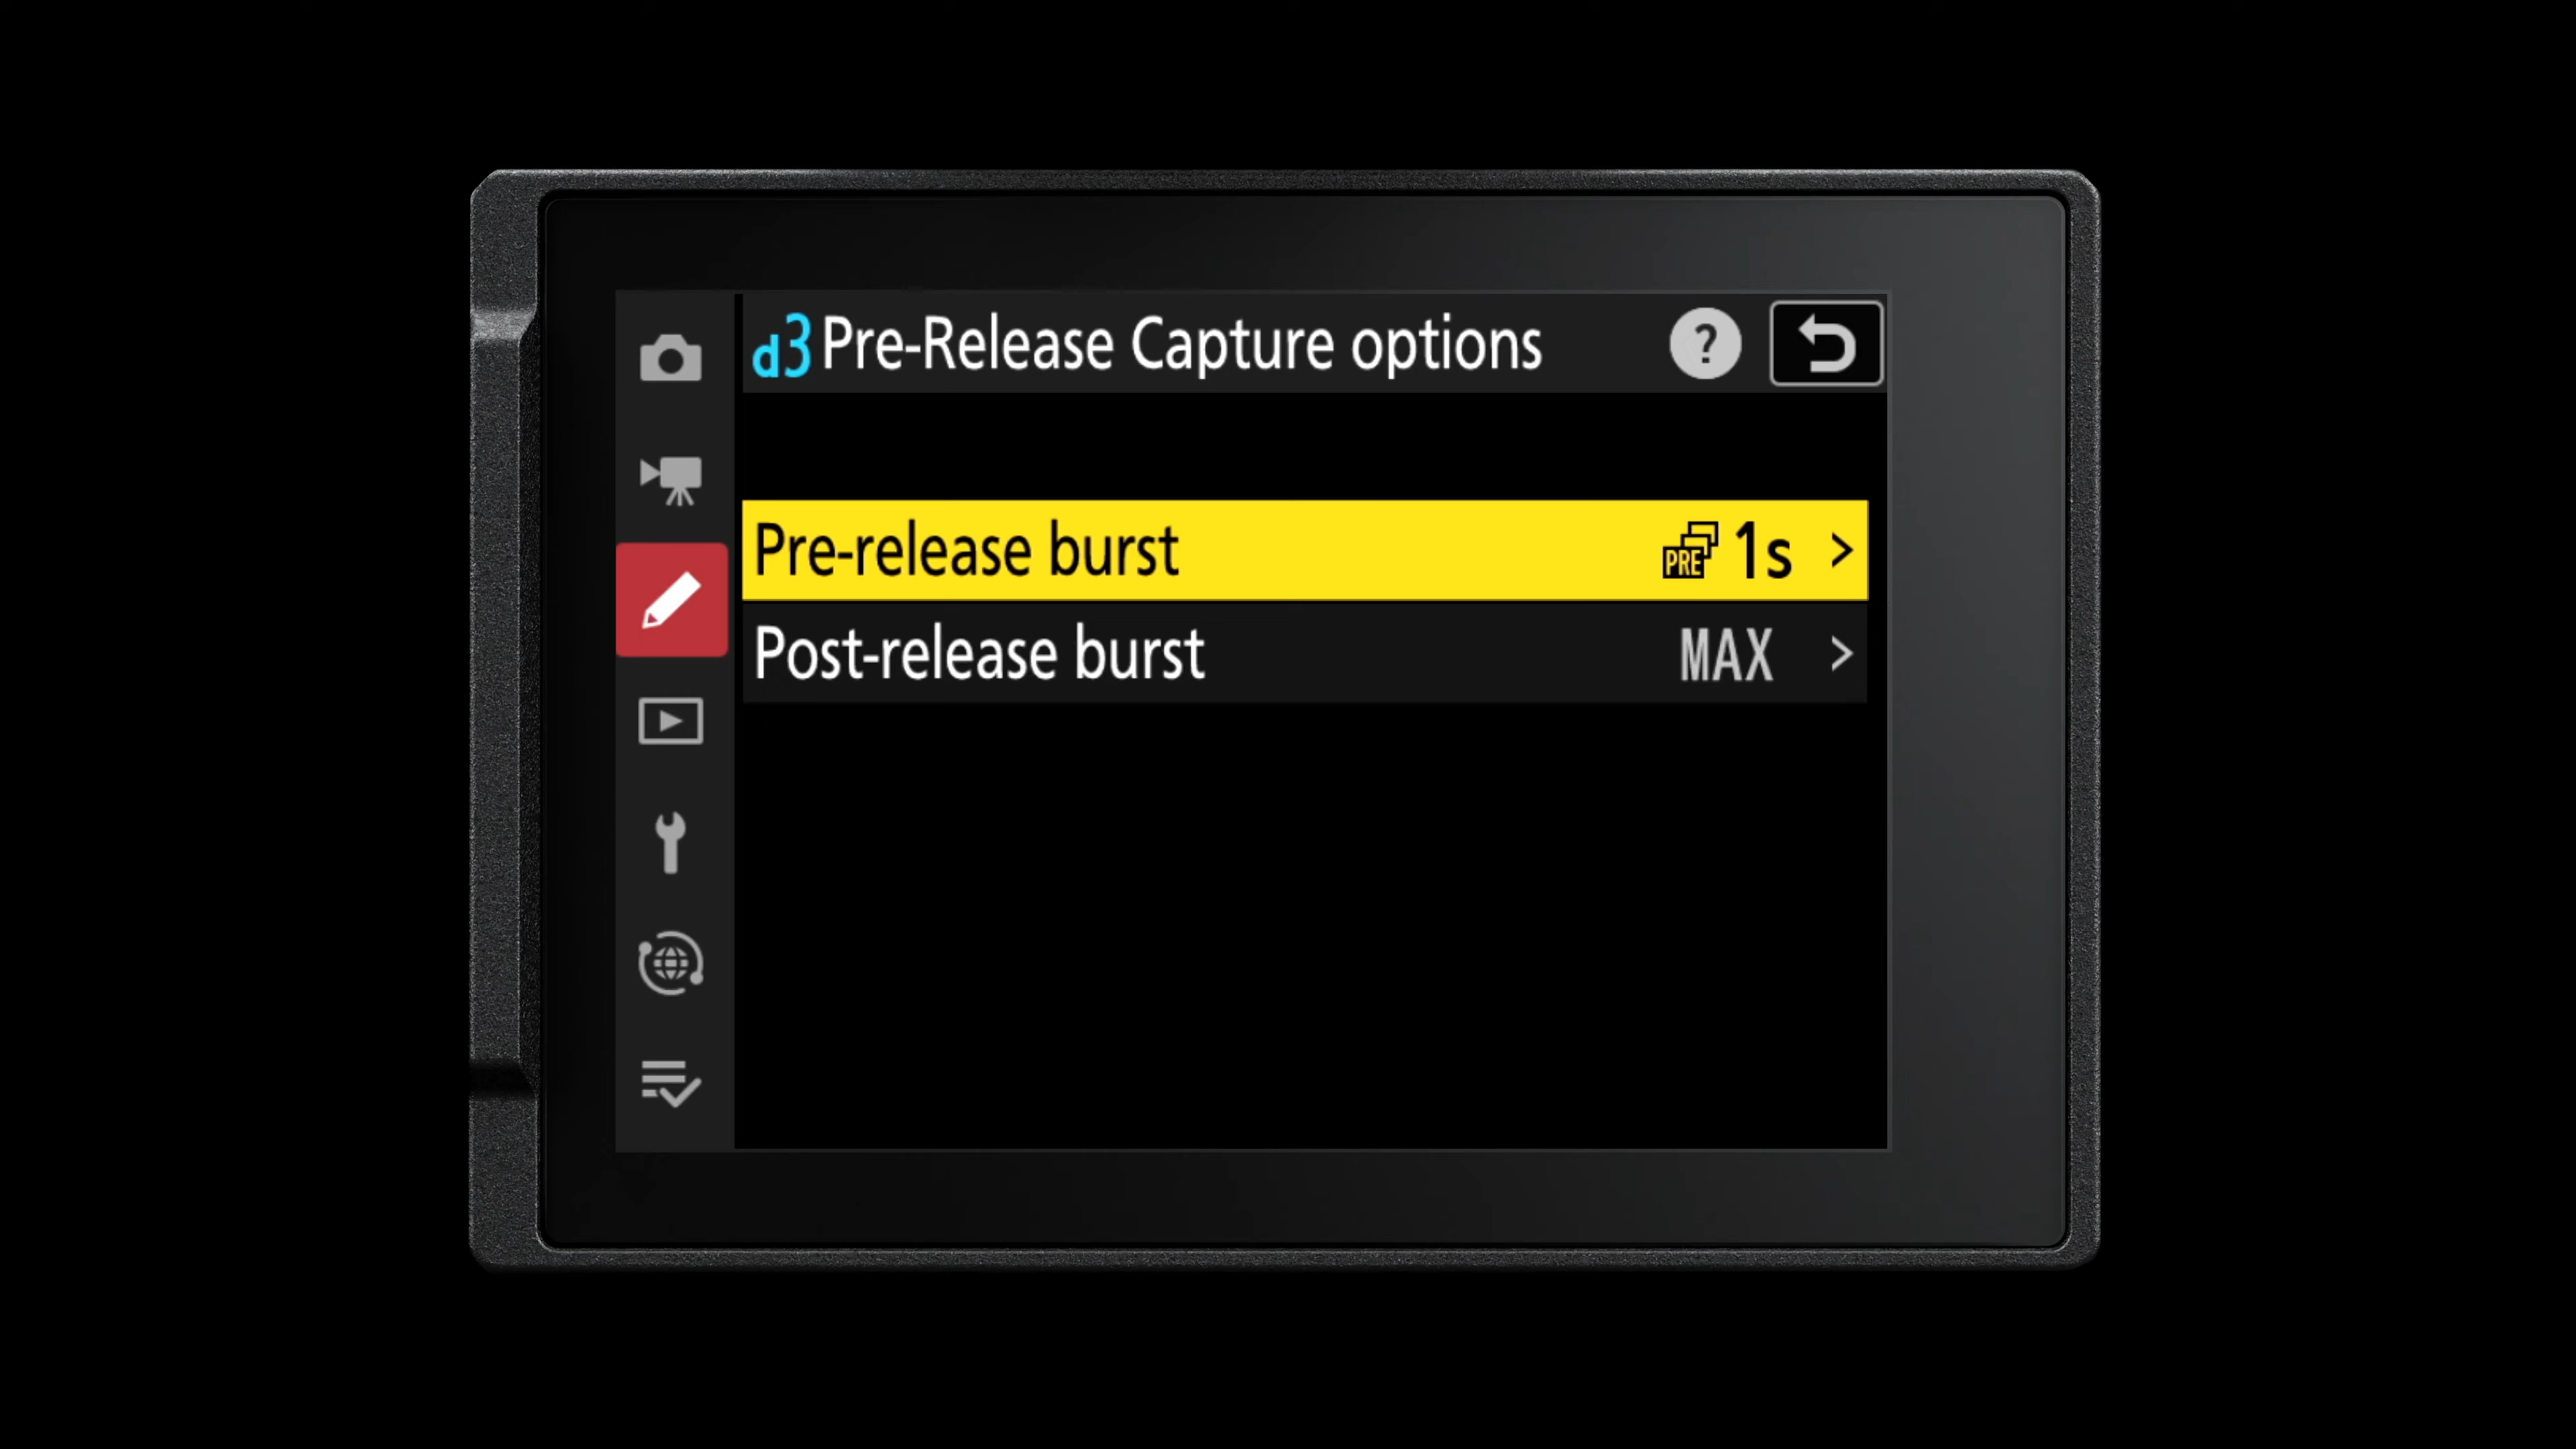 d3 Pre-Release Capture options ?
Pre-release burst PRE 1s >
Post-release burst MAX >